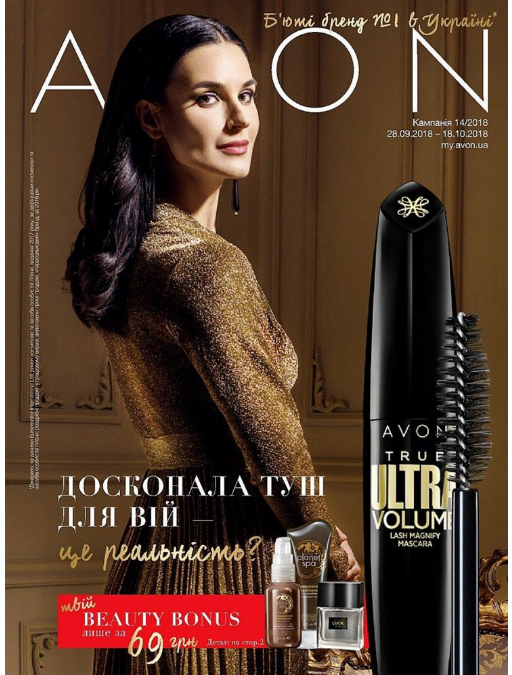 Б'юті бренд №1 в Україні*
AVON
Кампанія 14/2018
28.09.2018 – 18.10.2018
my.avon.ua
AVON
TRUE
ULTRA
VOLUME
LASH MAGNIFY
MASCARA
ДОСКОНАЛА ТУШ
ДЛЯ ВІЙ —
це реальність?
planet
spa
LUCK
твій
BEAUTY BONUS
лише за
69 грн
Деталі на стор.2